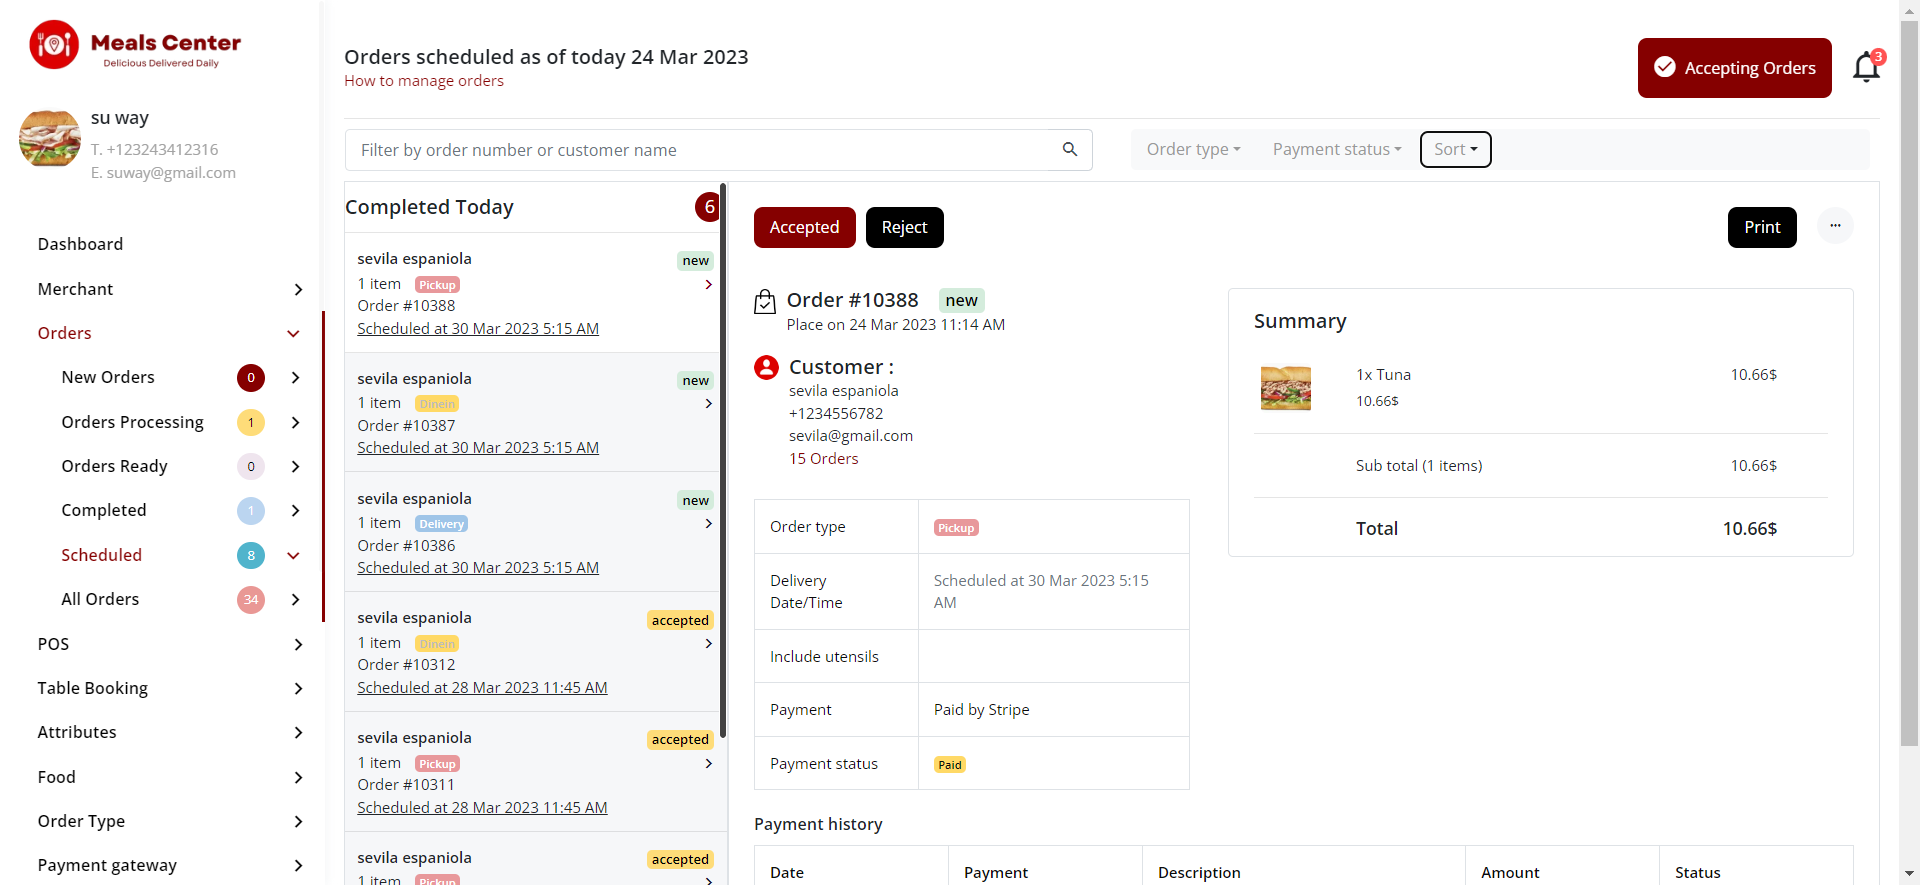 Meals Center
Delicious Delivered Daily
su way
T. +123243412316
E. suway@gmail.com
Dashboard
Merchant
Orders
New Orders 0
Orders Processing 1
Orders Ready 0
Completed 1
Scheduled 8
All Orders 34
POS
Table Booking
Attributes
Food
Order Type
Payment gateway
Orders scheduled as of today 24 Mar 2023
How to manage orders
Accepting Orders
3
Filter by order number or customer name
Order type Payment status Sort
Completed Today 6
sevila espaniola new
1 item Pickup
Order #10388
Scheduled at 30 Mar 2023 5:15 AM
sevila espaniola new
1 item Dinein
Order #10387
Scheduled at 30 Mar 2023 5:15 AM
sevila espaniola new
1 item Delivery
Order #10386
Scheduled at 30 Mar 2023 5:15 AM
sevila espaniola accepted
1 item Dinein
Order #10312
Scheduled at 28 Mar 2023 11:45 AM
sevila espaniola accepted
1 item Pickup
Order #10311
Scheduled at 28 Mar 2023 11:45 AM
sevila espaniola accepted
1 item Pickup
Accepted Reject Print ...
Order #10388 new
Place on 24 Mar 2023 11:14 AM
Customer :
sevila espaniola
+1234556782
sevila@gmail.com
15 Orders
Order type Pickup
Delivery
Date/Time
Scheduled at 30 Mar 2023 5:15
AM
Include utensils
Payment Paid by Stripe
Payment status Paid
Summary
1x Tuna 10.66$
10.66$
Sub total (1 items) 10.66$
Total 10.66$
Payment history
Date Payment Description Amount Status